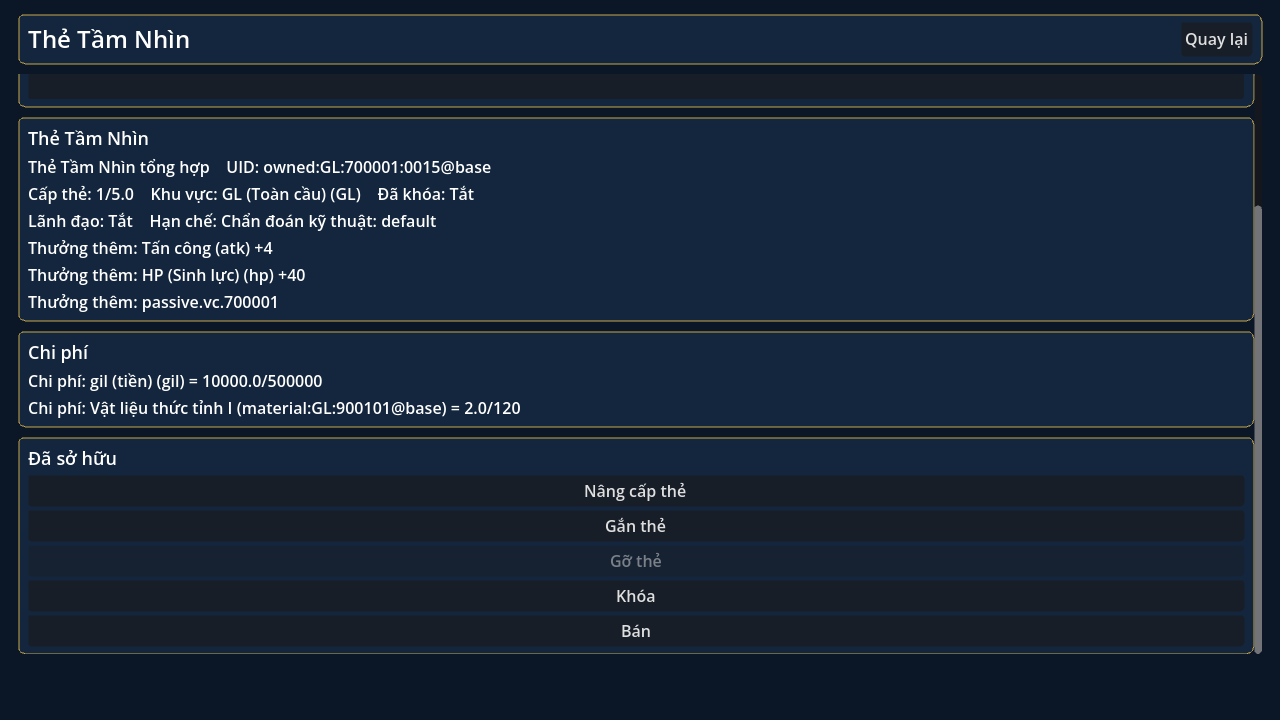 Thẻ Tầm Nhìn
Quay lại
Thẻ Tầm Nhìn
Thẻ Tầm Nhìn tổng hợp UID: owned:GL:700001:0015@base
Cấp thẻ: 1/5.0 Khu vực: GL (Toàn cầu) (GL) Đã khóa: Tắt
Lãnh đạo: Tắt Hạn chế: Chẩn đoán kỹ thuật: default
Thưởng thêm: Tấn công (atk) +4
Thưởng thêm: HP (Sinh lực) (hp) +40
Thưởng thêm: passive.vc.700001
Chi phí
Chi phí: gil (tiền) (gil) = 10000.0/500000
Chi phí: Vật liệu thức tỉnh I (material:GL:900101@base) = 2.0/120
Đã sở hữu
Nâng cấp thẻ
Gắn thẻ
Gỡ thẻ
Khóa
Bán